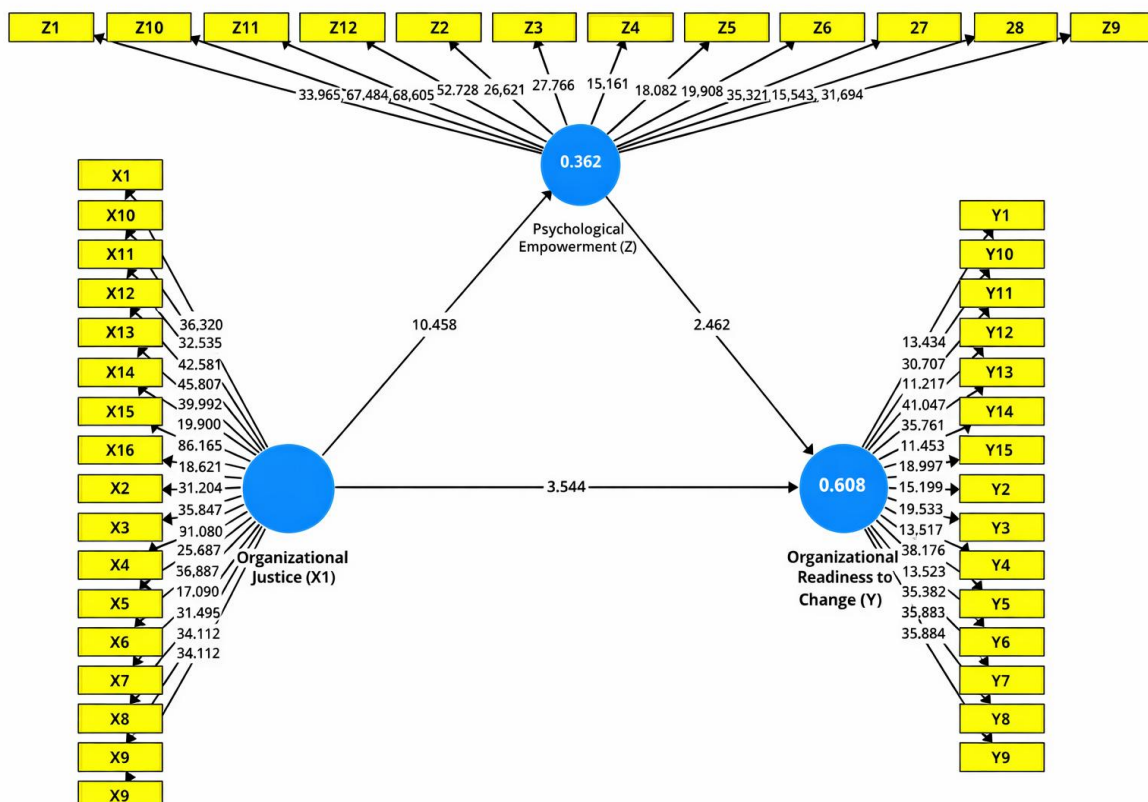 Z1 Z10 Z11 Z12 Z2 Z3 Z4 Z5 Z6 27 28 Z9
33.965 67,484 68,605 52.728 26,621 27.766 15,161 18.082 19,908 35,321 15,543 31,694
0.362
Psychological
Empowerment (Z)
X1
X10
X11
X12
X13
X14
X15
X16
X2
X3
X4
X5
X6
X7
X8
X9
X9
36,320
32.535
42.581
45.807
39.992
19.900
86.165
18.621
31.204
35.847
91.080
25.687
36,887
17.090
31.495
34.112
34.112
Organizational
Justice (X1)
10.458
2.462
3.544
0.608
Organizational
Readiness to
Change (Y)
13.434
30.707
11.217
41.047
35.761
11.453
18.997
15.199
19.533
13,517
38.176
13.523
35.382
35,883
35.884
Y1
Y10
Y11
Y12
Y13
Y14
Y15
Y2
Y3
Y4
Y5
Y6
Y7
Y8
Y9